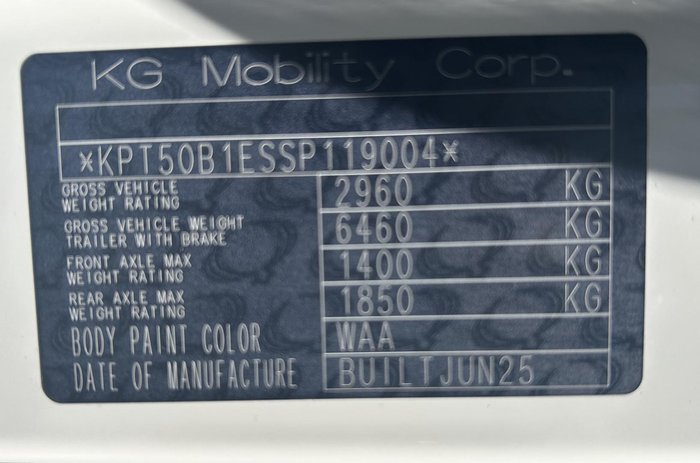 KG Mobility Corp.
*KPT50B1ESSP119004*
GROSS VEHICLE
WEIGHT RATING 2960 KG
GROSS VEHICLE WEIGHT
TRAILER WITH BRAKE 6460 KG
FRONT AXLE MAX
WEIGHT RATING 1400 KG
REAR AXLE MAX
WEIGHT RATING 1850 KG
BODY PAINT COLOR WAA
DATE OF MANUFACTURE BUILTJUN25